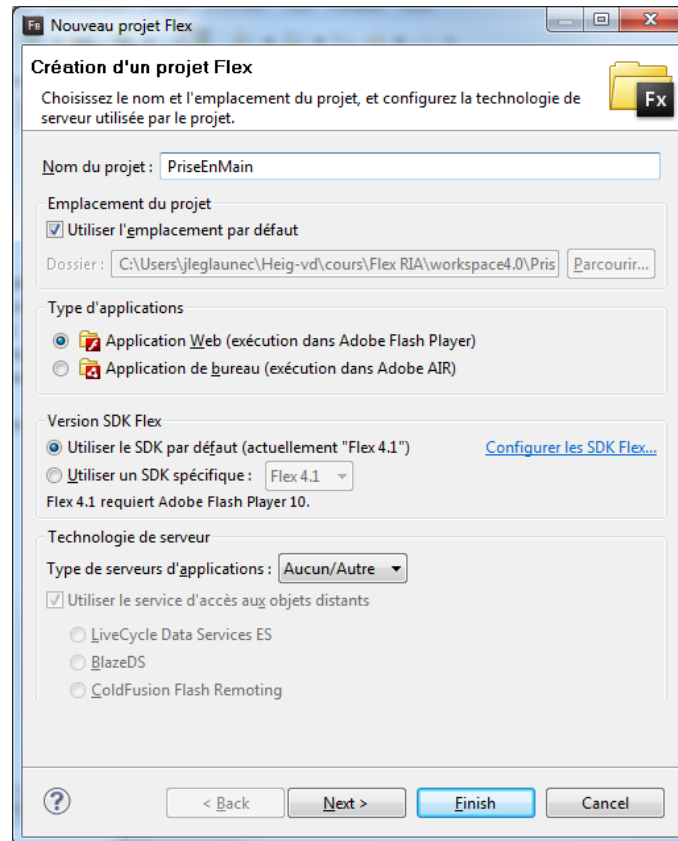 FB Nouveau projet Flex
Création d'un projet Flex
Choisissez le nom et l'emplacement du projet, et configurez la technologie de
serveur utilisée par le projet.
Fx
Nom du projet : PriseEnMain
Emplacement du projet
Utiliser l'emplacement par défaut
Dossier : C:\Users\jleglaunec\Heig-vd\cours\Flex RIA\workspace4.0\Pris Parcourir...
Type d'applications
Application Web (exécution dans Adobe Flash Player)
Application de bureau (exécution dans Adobe AIR)
Version SDK Flex
Utiliser le SDK par défaut (actuellement "Flex 4.1") Configurer les SDK Flex...
Utiliser un SDK spécifique : Flex 4.1
Flex 4.1 requiert Adobe Flash Player 10.
Technologie de serveur
Type de serveurs d'applications : Aucun/Autre
Utiliser le service d'accès aux objets distants
LiveCycle Data Services ES
BlazeDS
ColdFusion Flash Remoting
? < Back Next > Finish Cancel